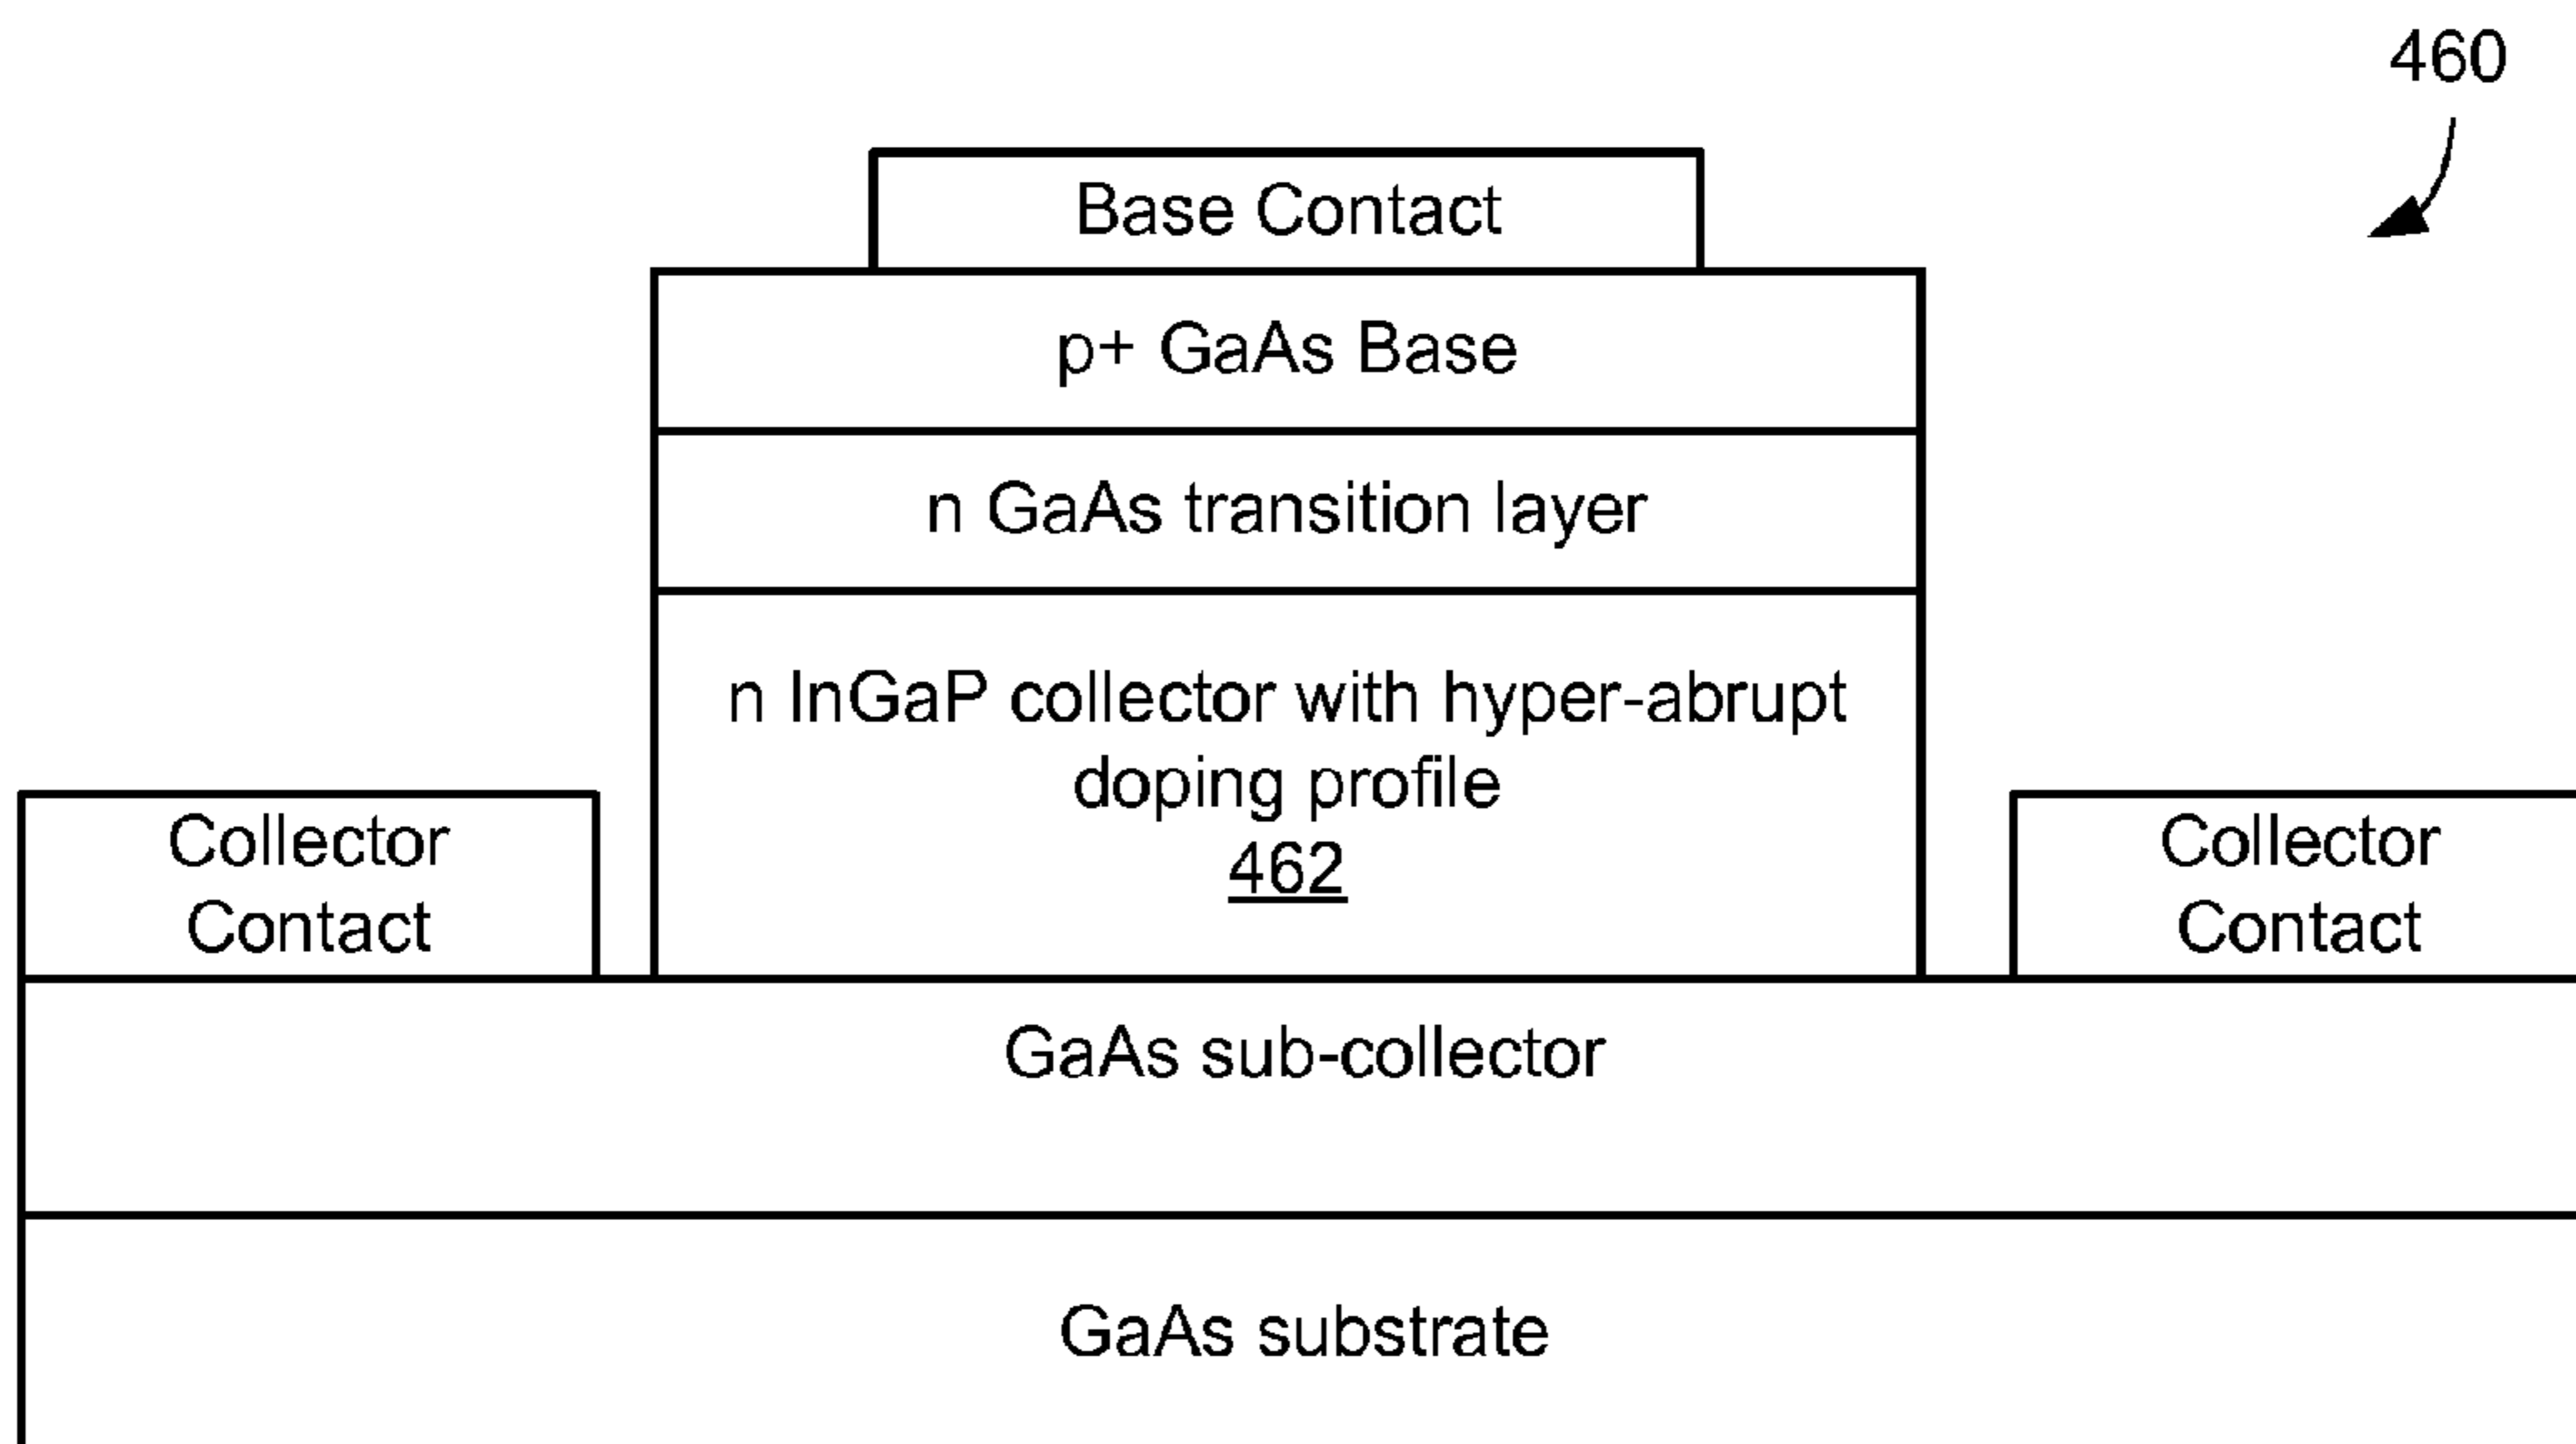 460
Base Contact
p+ GaAs Base
n GaAs transition layer
n InGaP collector with hyper-abrupt
doping profile
462
Collector
Contact
Collector
Contact
GaAs sub-collector
GaAs substrate